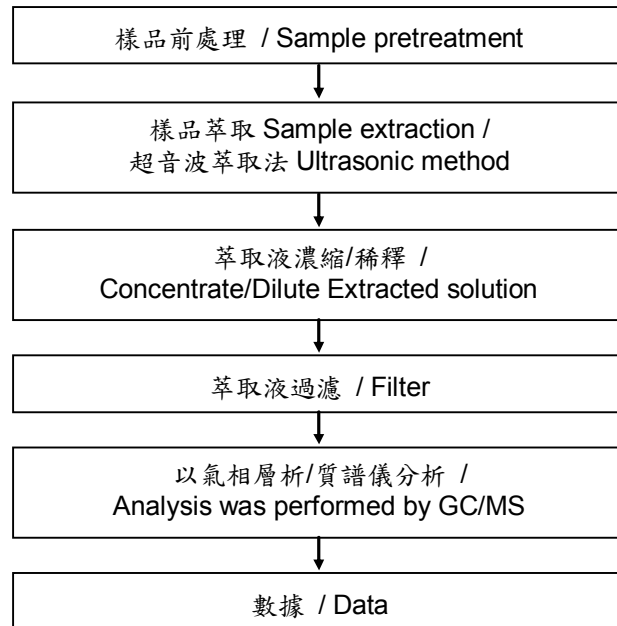 樣品前處理 / Sample pretreatment
樣品萃取 Sample extraction /
超音波萃取法 Ultrasonic method
萃取液濃縮/稀釋 /
Concentrate/Dilute Extracted solution
萃取液過濾 / Filter
以氣相層析/質譜儀分析 /
Analysis was performed by GC/MS
數據 / Data